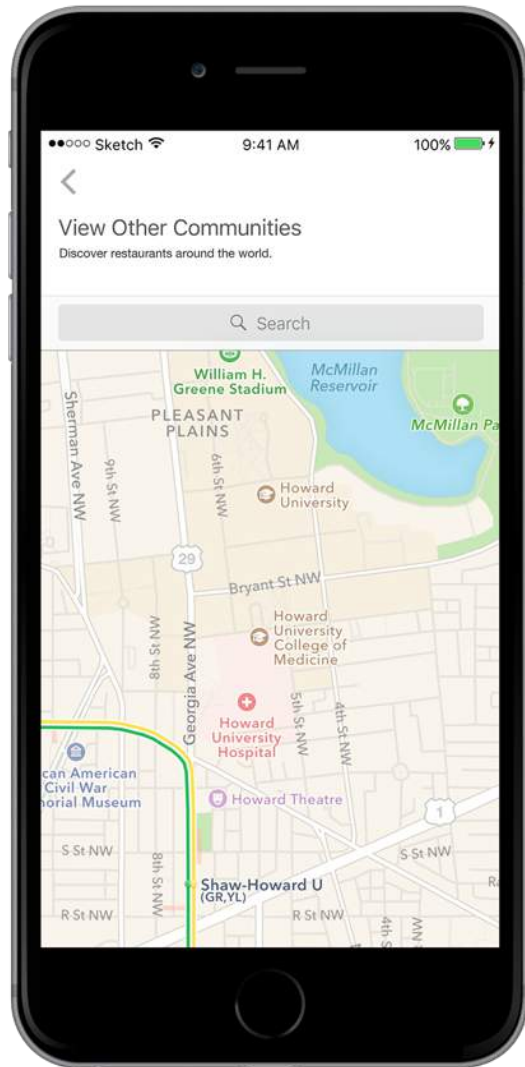 Sketch
9:41 AM
100%
View Other Communities
Discover restaurants around the world.
Search
William H.
Greene Stadium
McMillan
Reservoir
McMillan Pa
PLEASANT
PLAINS
Sherman Ave NW
9th St NW
6th St NW
Howard
University
29
Bryant St NW
8th St NW
Georgia Ave NW
Howard
University
College of
Medicine
Howard
University
Hospital
5th St NW
4th St NW
can American
Civil War
orial Museum
Howard Theatre
1
S St NW
S St NW
8th St NW
Shaw-Howard U
(GR,YL)
R St NW
R St NW
4th S
NW